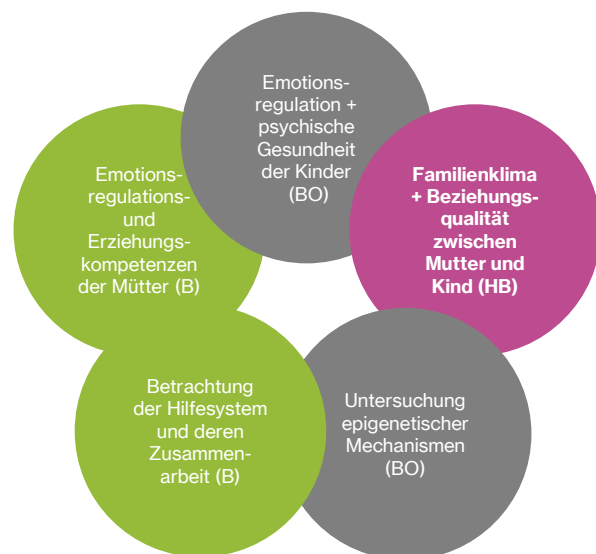 Emotions-
regulation +
psychische
Gesundheit
der Kinder
(BO)
Familienklima
+ Beziehungs-
qualität
zwischen
Mutter und
Kind (HB)
Untersuchung
epigenetischer
Mechanismen
(BO)
Betrachtung
der Hilfesystem
und deren
Zusammen-
arbeit (B)
Emotions-
regulations-
und
Erziehungs-
kompetenzen
der Mütter (B)